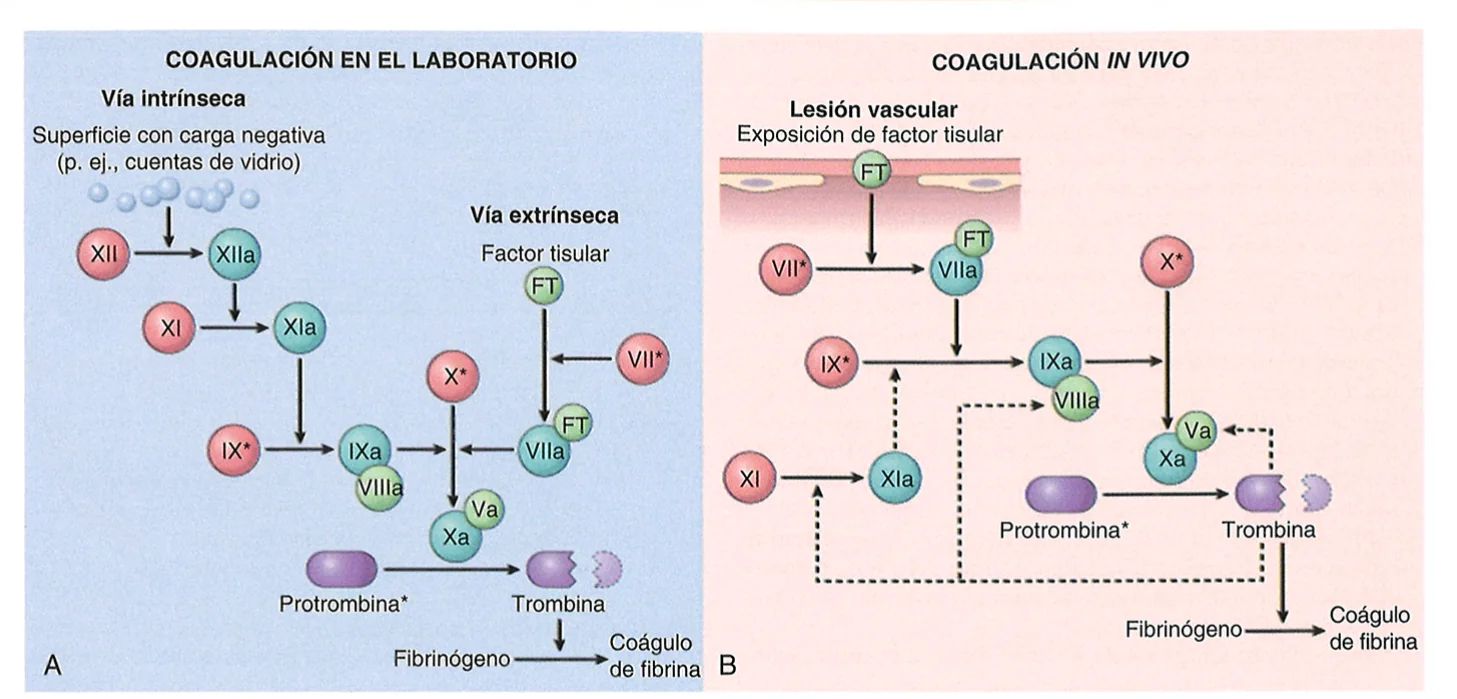 COAGULACIÓN EN EL LABORATORIO
Vía intrínseca
Superficie con carga negativa
(p. ej., cuentas de vidrio)
XII
XIIa
XI
XIa
IX*
IXa
VIIIa
Vía extrínseca
Factor tisular
FT
VII*
X*
FT
VIIa
Va
Xa
Protrombina*
Trombina
Fibrinógeno
Coágulo
de fibrina
A
COAGULACIÓN IN VIVO
Lesión vascular
Exposición de factor tisular
FT
VII*
FT
VIIa
X*
IX*
IXa
VIIIa
XI
XIa
Va
Xa
Protrombina*
Trombina
Fibrinógeno
Coágulo
de fibrina
B